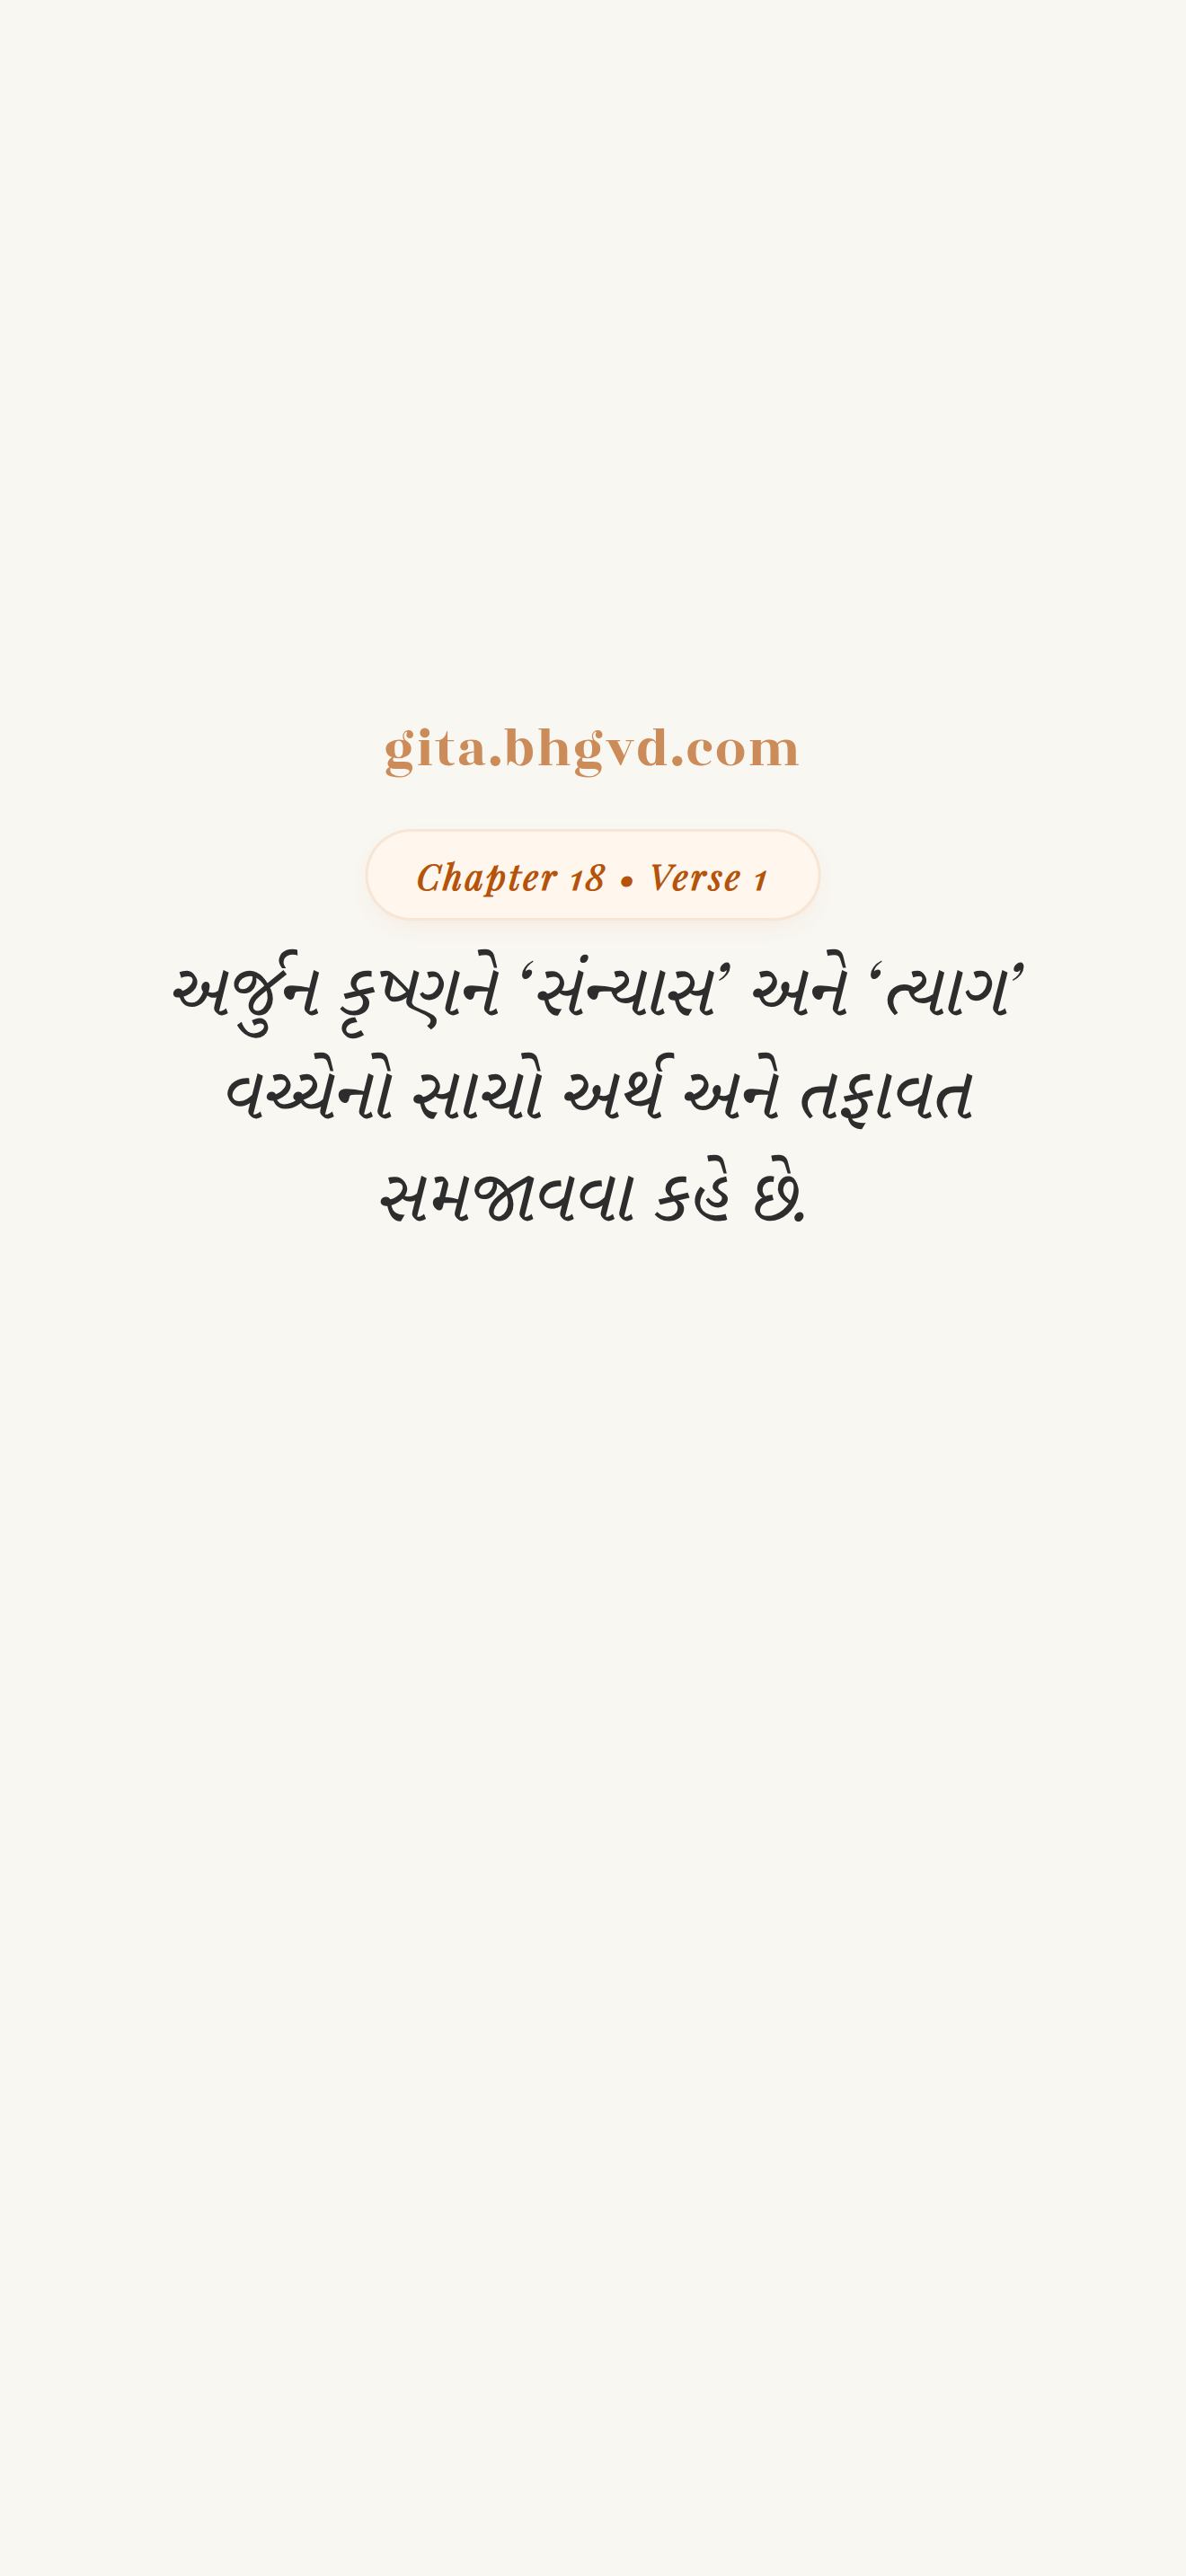 gita.bhgvd.com
Chapter 18 • Verse 1
અર્જુન કૃષ્ણને ‘સંન્યાસ’ અને ‘ત્યાગ’
વચ્ચેનો સાચો અર્થ અને તફાવત
સમજાવવા કહે છે.